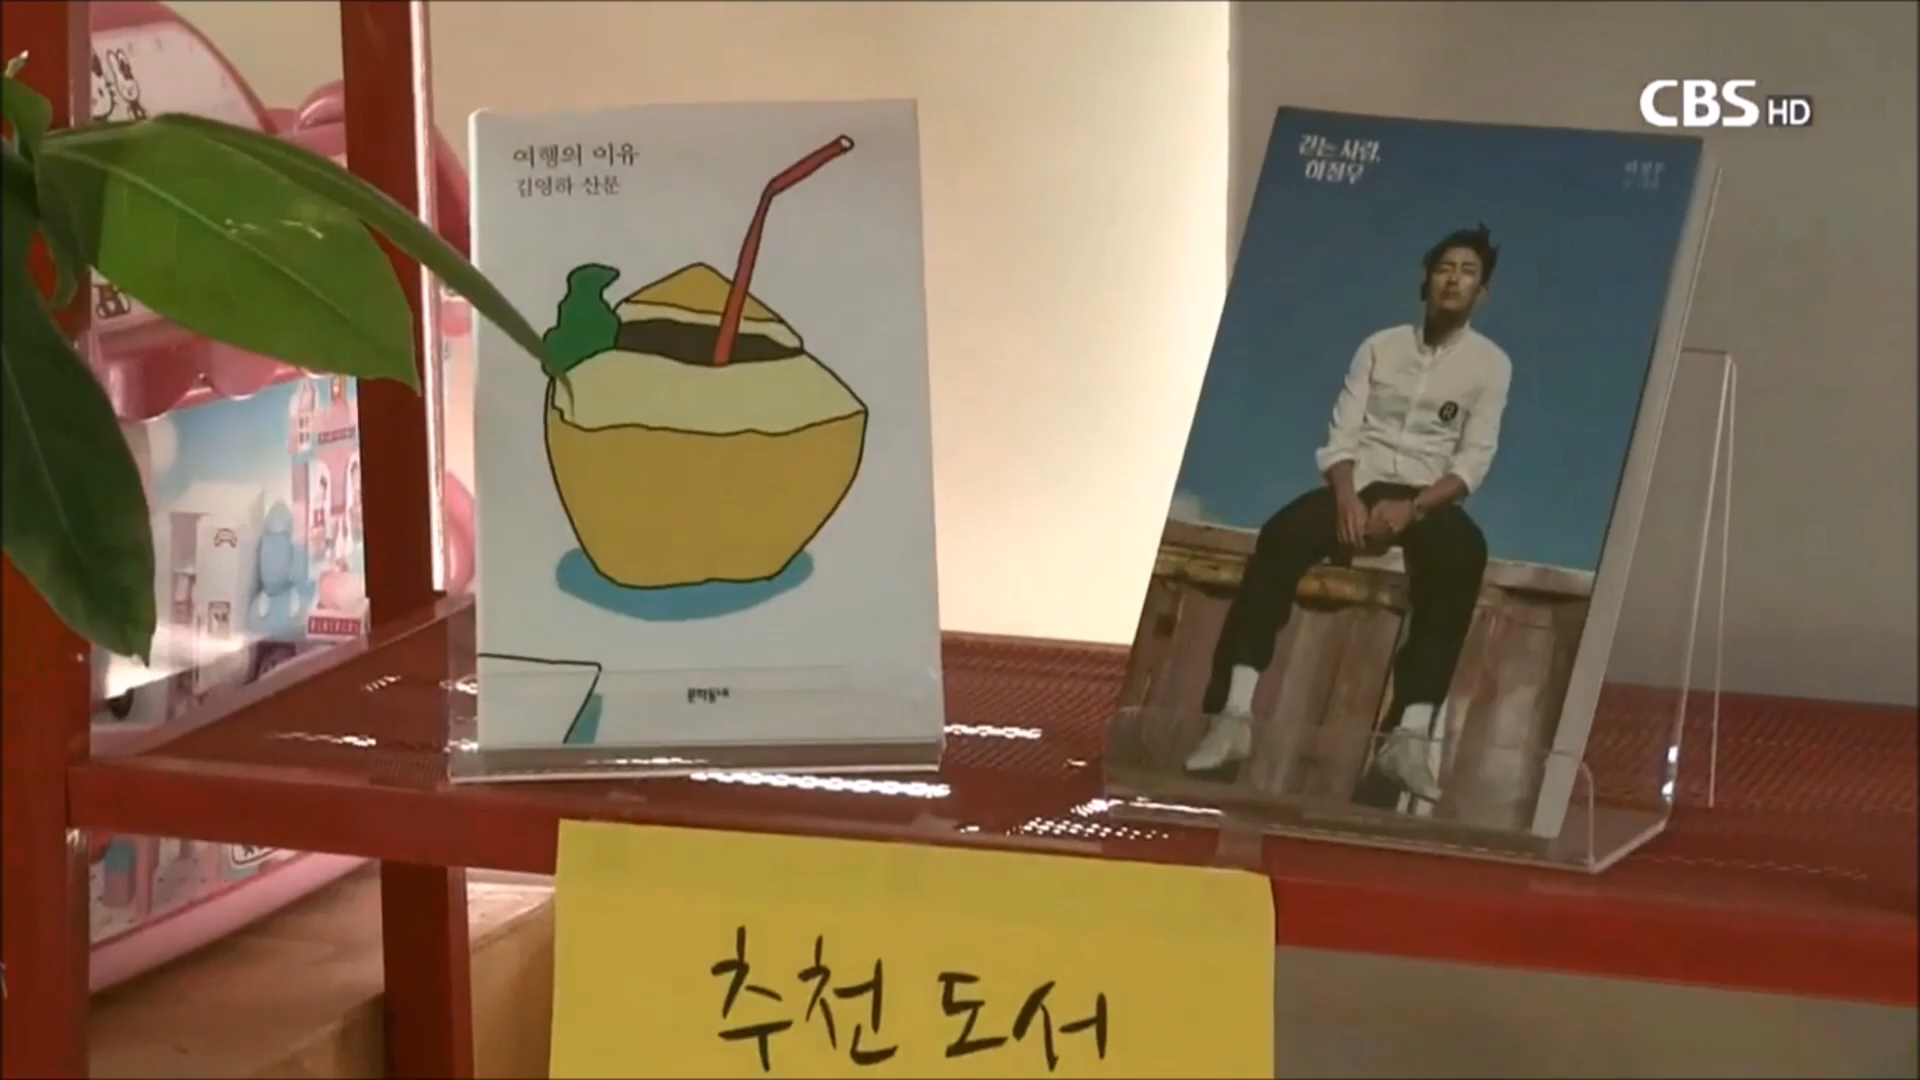 CBS HD
여행의 이유
김영하 산문
걷는 사람,
하정우
문학동네
추천 도서